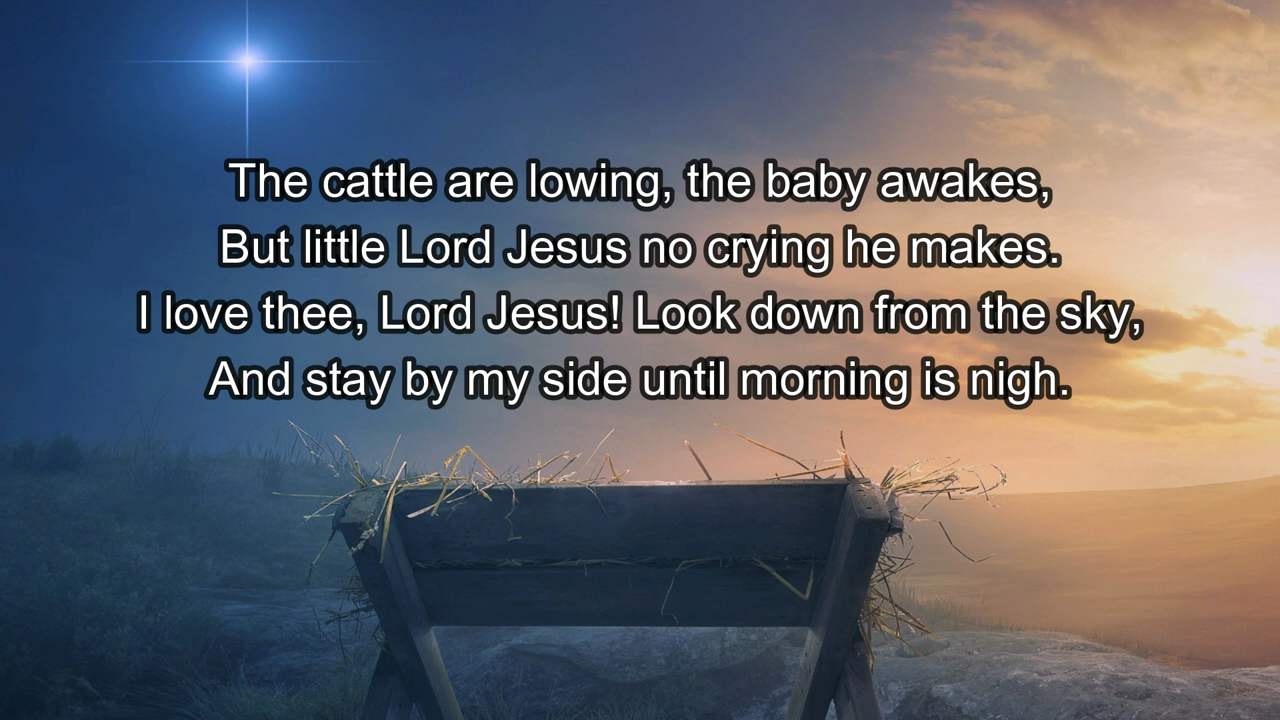 The cattle are lowing, the baby awakes,
But little Lord Jesus no crying he makes.
I love thee, Lord Jesus! Look down from the sky,
And stay by my side until morning is nigh.